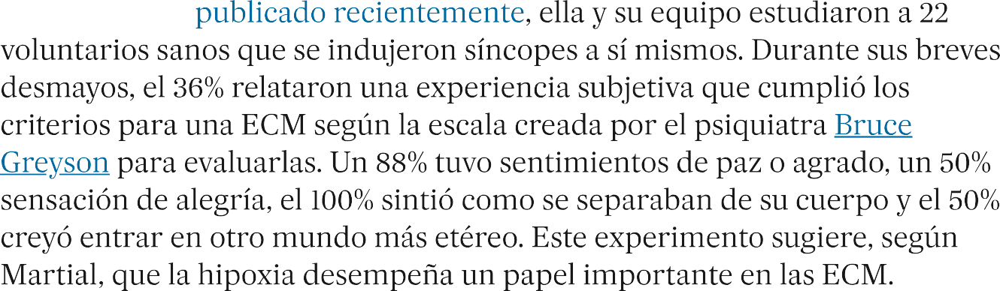 publicado recientemente, ella y su equipo estudiaron a 22
voluntarios sanos que se indujeron síncopes a sí mismos. Durante sus breves
desmayos, el 36% relataron una experiencia subjetiva que cumplió los
criterios para una ECM según la escala creada por el psiquiatra Bruce
Greyson para evaluarlas. Un 88% tuvo sentimientos de paz o agrado, un 50%
sensación de alegría, el 100% sintió como se separaban de su cuerpo y el 50%
creyó entrar en otro mundo más etéreo. Este experimento sugiere, según
Martial, que la hipoxia desempeña un papel importante en las ECM.